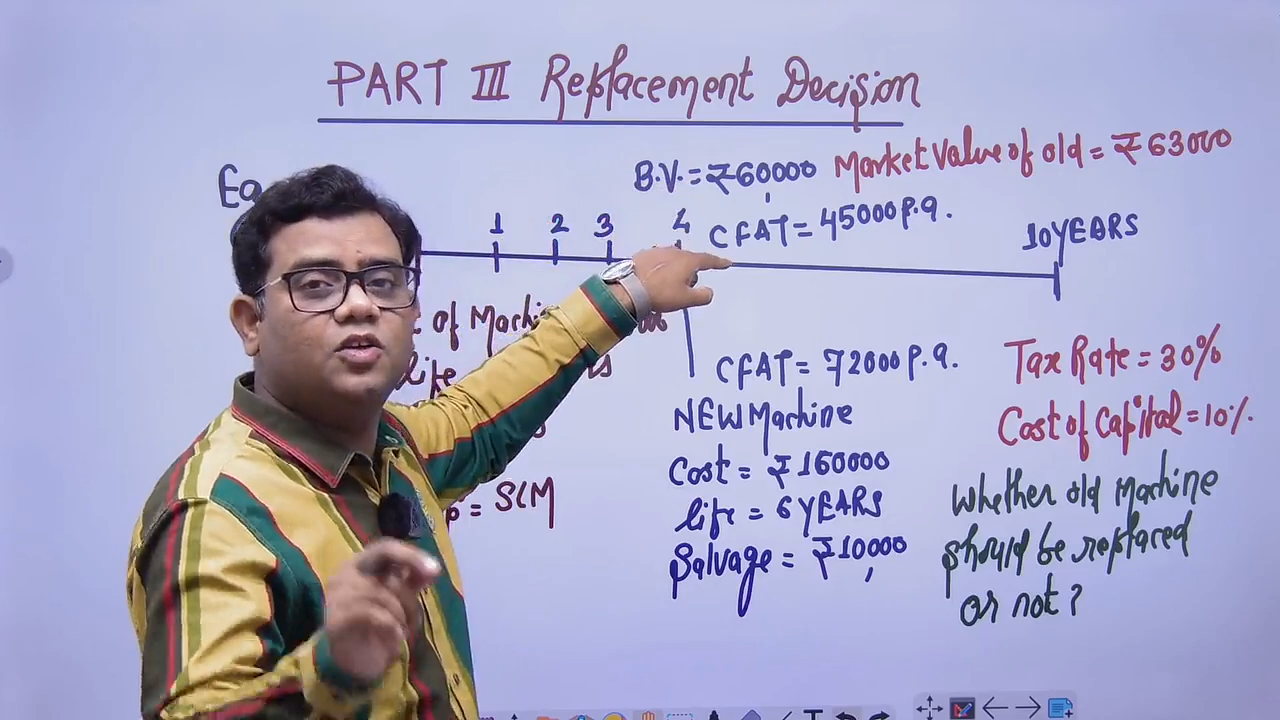 PART III Replacement Decision
B.V. = ₹60000 Market Value of old = ₹63000
1 2 3 4 CFAT = 45000 p.a. 10 YEARS
of
life
= SLM
CFAT = 72000 p.a.
NEW Machine
Cost = ₹160000
life = 6 YEARS
Salvage = ₹10,000
Tax Rate = 30%
Cost of Capital = 10%
Whether old Machine
should be replaced
or not?